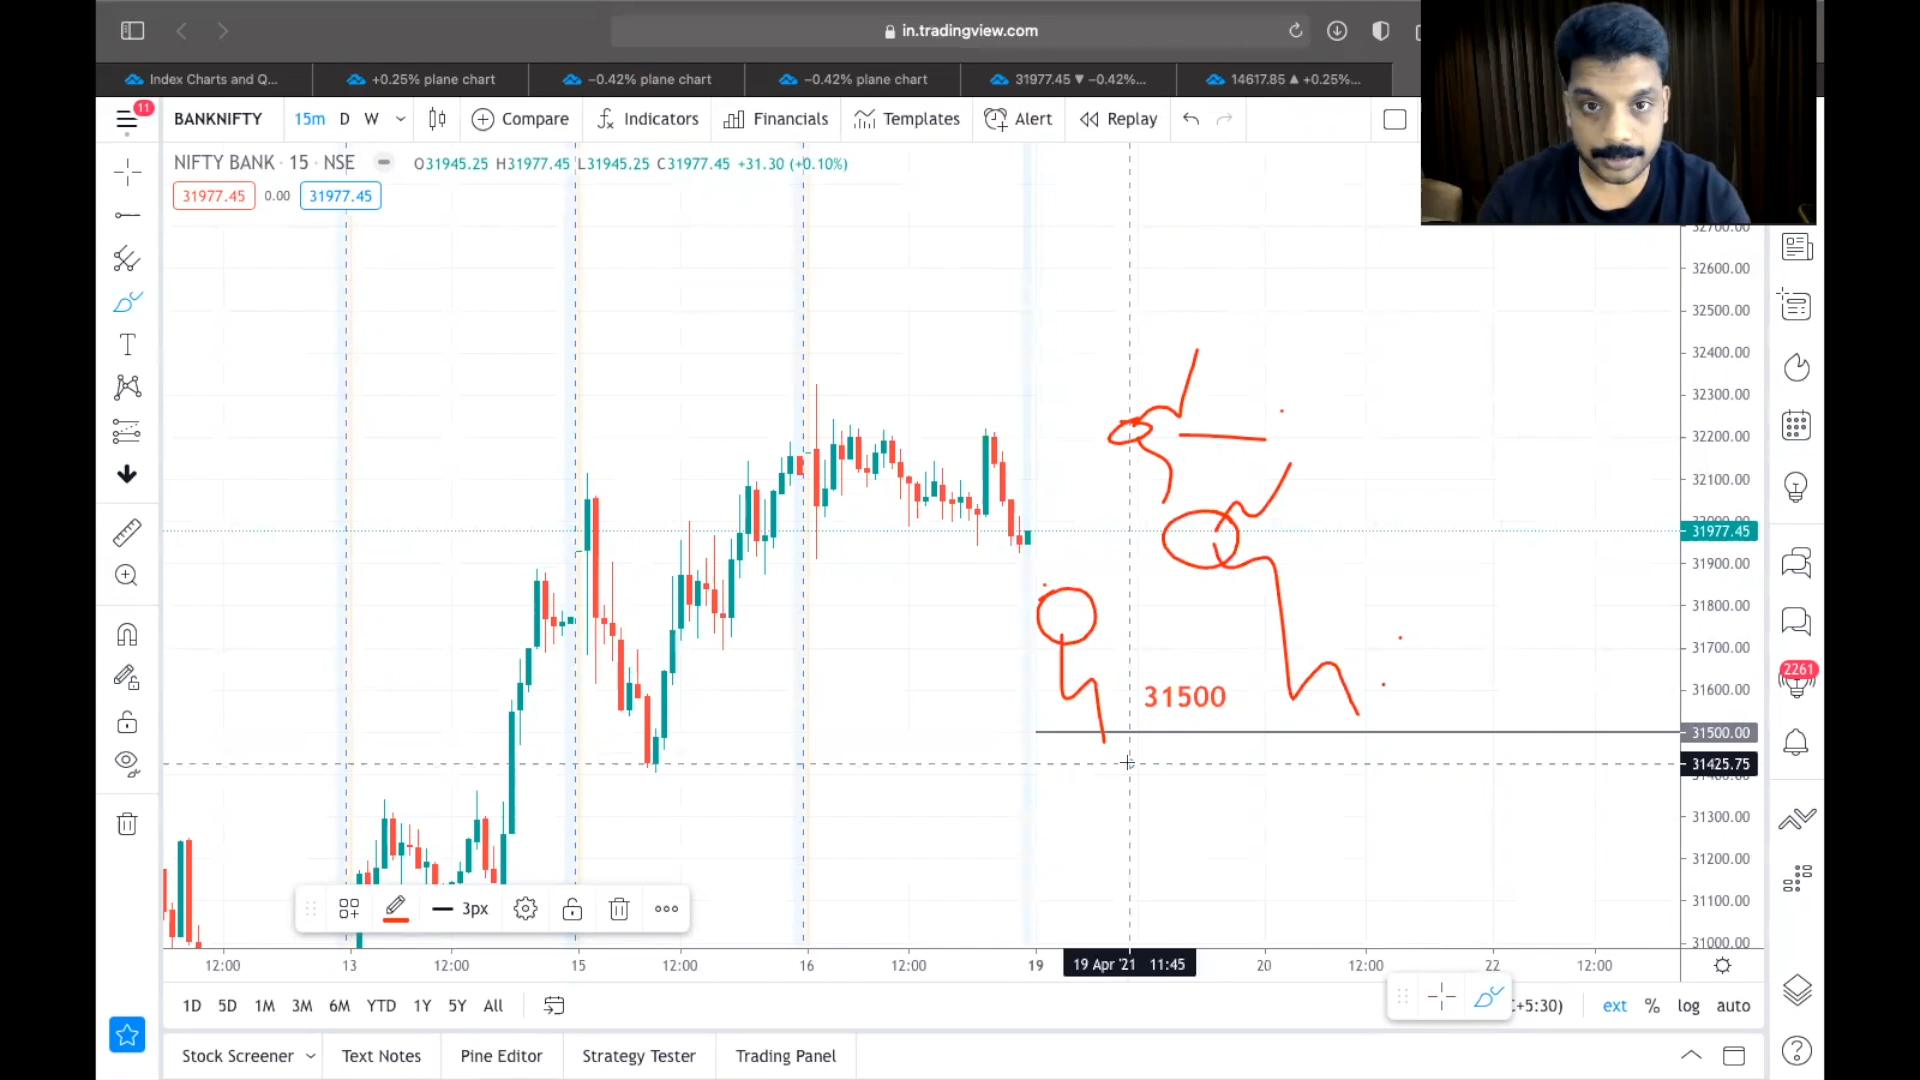 in.tradingview.com
Index Charts and Q...
+0.25% plane chart
−0.42% plane chart
−0.42% plane chart
31977.45 ▼ −0.42%...
14617.85 ▲ +0.25%...
11
BANKNIFTY
15m
D
W
Compare
Indicators
Financials
Templates
Alert
Replay
NIFTY BANK · 15 · NSE
O31945.25 H31977.45 L31945.25 C31977.45 +31.30 (+0.10%)
31977.45 0.00 31977.45
32600.00
32500.00
32400.00
32300.00
32200.00
32100.00
31977.45
31900.00
31800.00
31700.00
31600.00
31500
31500.00
31425.75
31300.00
31200.00
31100.00
31000.00
2261
3px
12:00 13 12:00 15 12:00 16 12:00 19 19 Apr '21 11:45 20 12:00 22 12:00
1D 5D 1M 3M 6M YTD 1Y 5Y All
+5:30) ext % log auto
Stock Screener
Text Notes
Pine Editor
Strategy Tester
Trading Panel